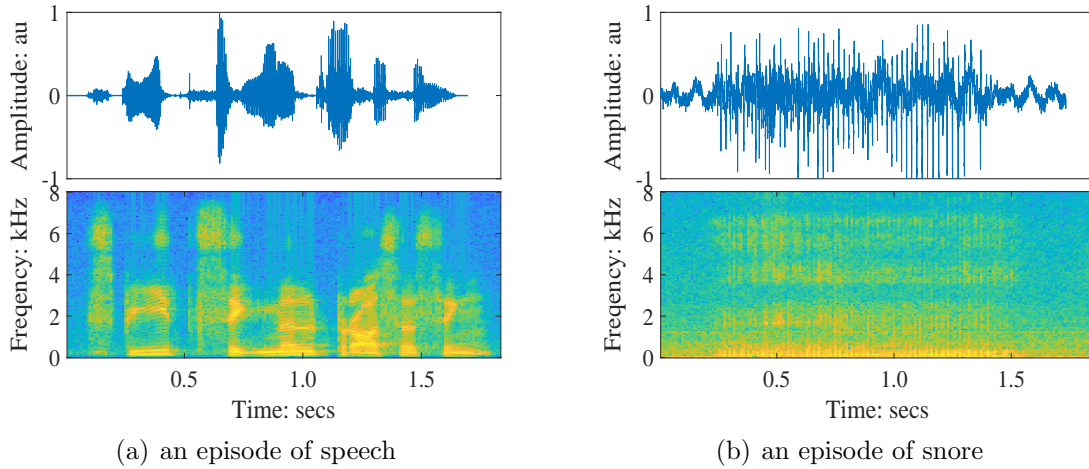 1
0
-1
Amplitude: au
8
6
4
2
0
Freqency: kHz
0.5
1.0
1.5
Time: secs
(a) an episode of speech
1
0
-1
Amplitude: au
8
6
4
2
0
Freqency: kHz
0.5
1.0
1.5
Time: secs
(b) an episode of snore